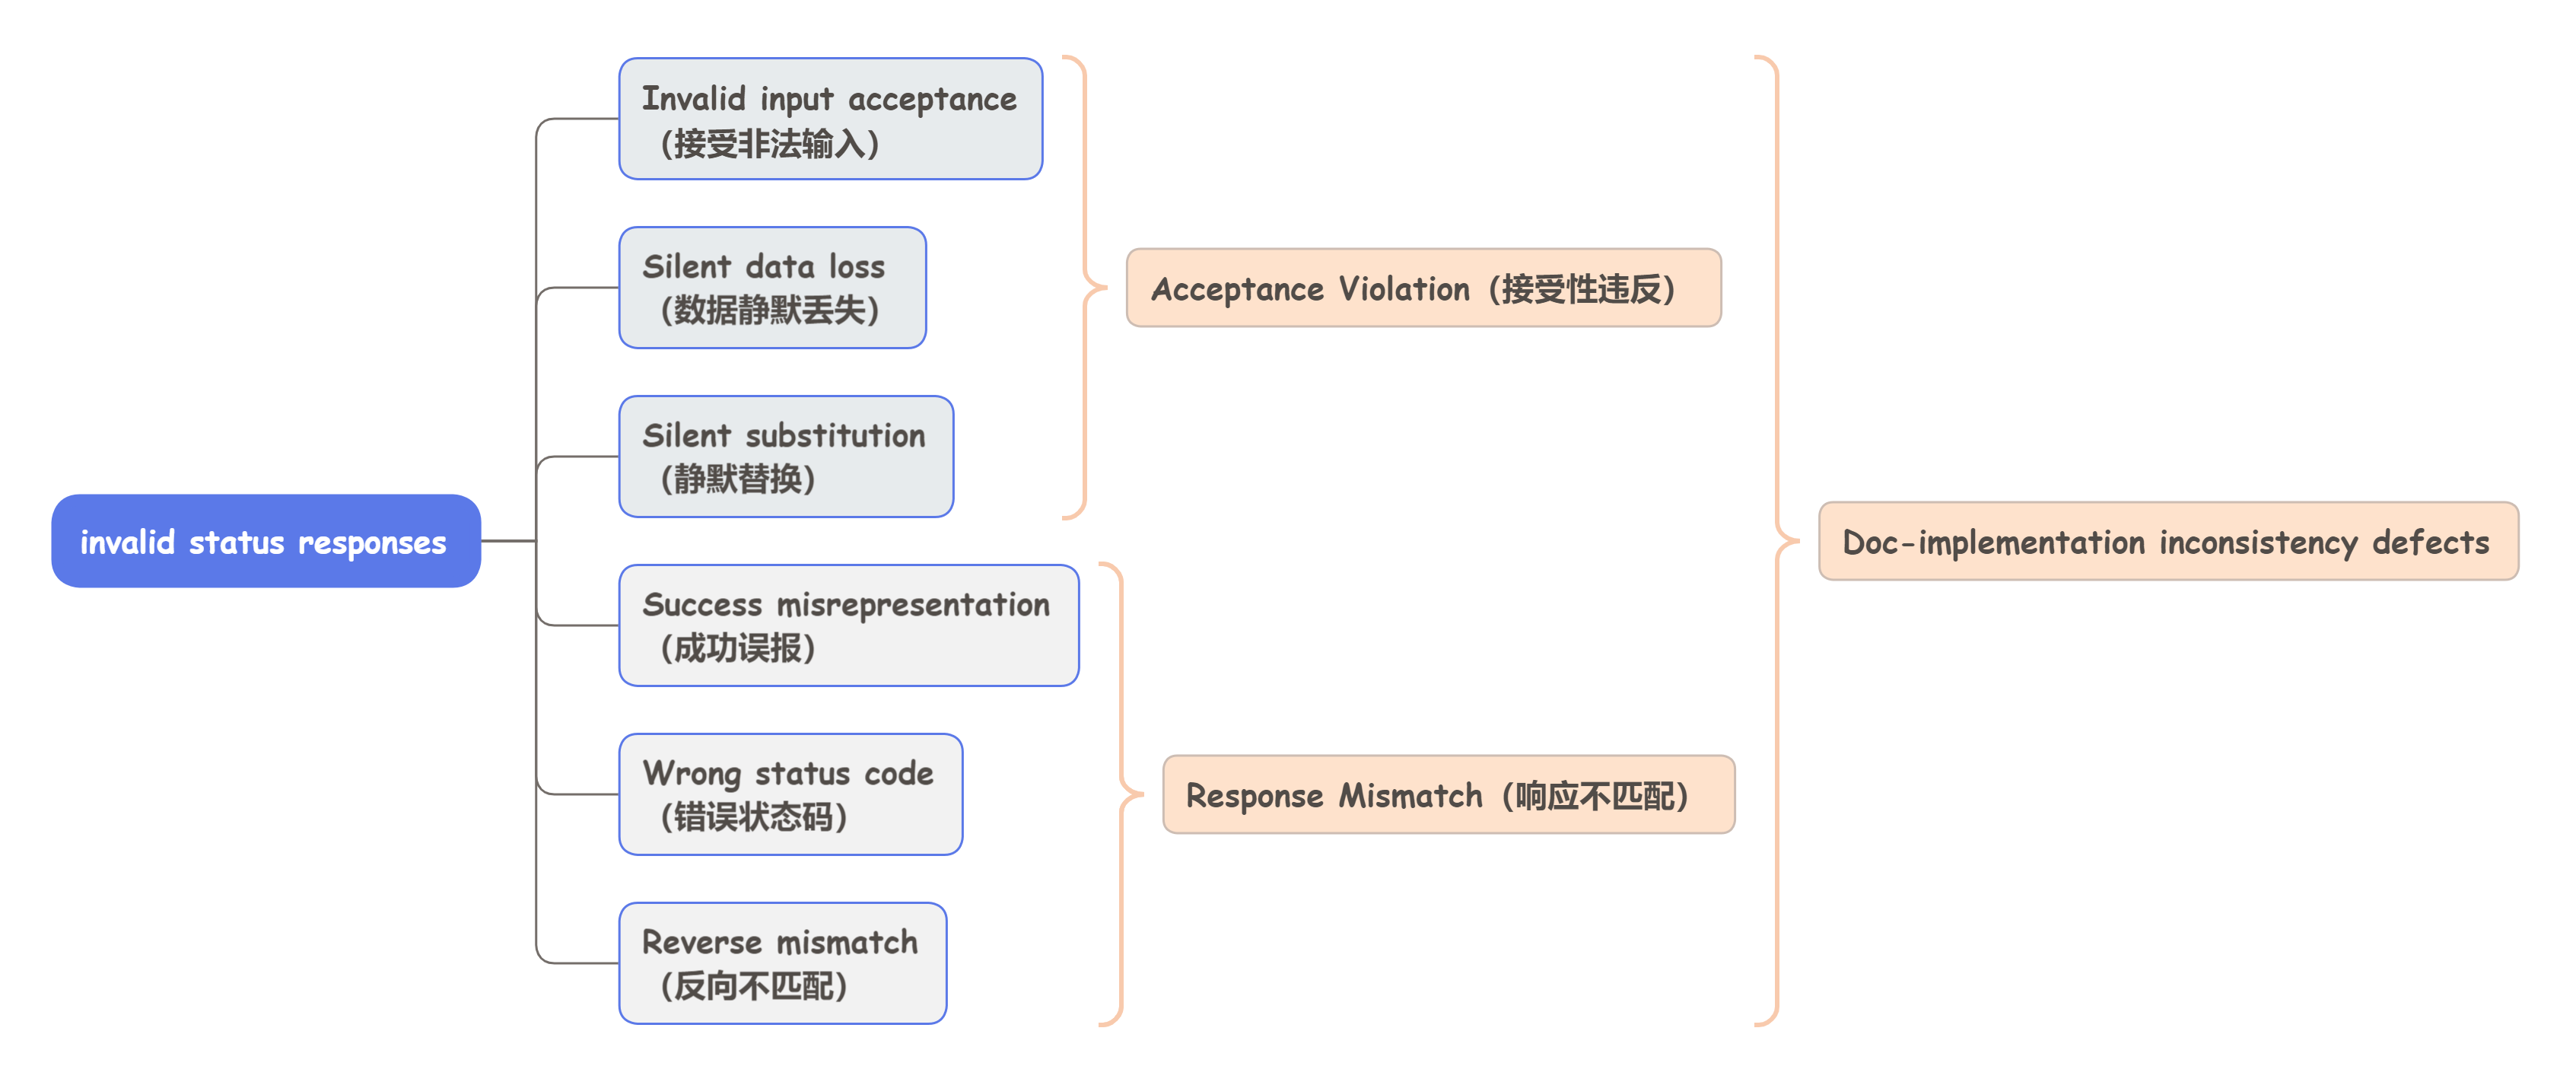 Invalid input acceptance
（接受非法输入）
Silent data loss
（数据静默丢失）
Acceptance Violation（接受性违反）
Silent substitution
（静默替换）
invalid status responses
Doc-implementation inconsistency defects
Success misrepresentation
（成功误报）
Wrong status code
（错误状态码）
Response Mismatch（响应不匹配）
Reverse mismatch
（反向不匹配）